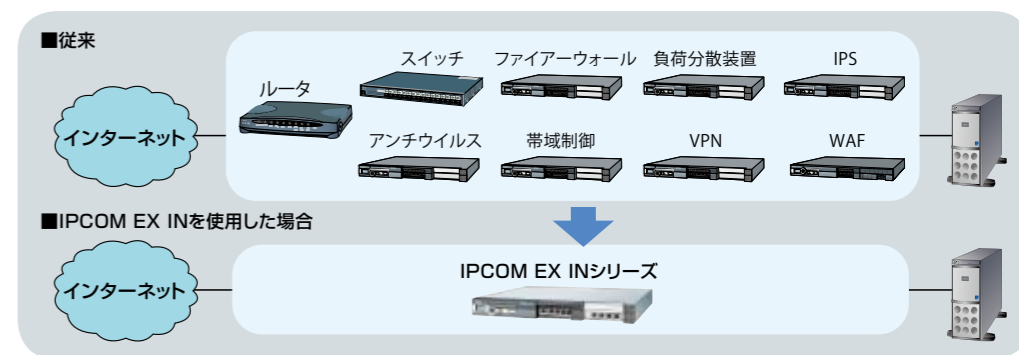 ■従来
スイッチ
ファイアーウォール
負荷分散装置
IPS
ルータ
インターネット
アンチウイルス
帯域制御
VPN
WAF
■IPCOM EX INを使用した場合
IPCOM EX INシリーズ
インターネット